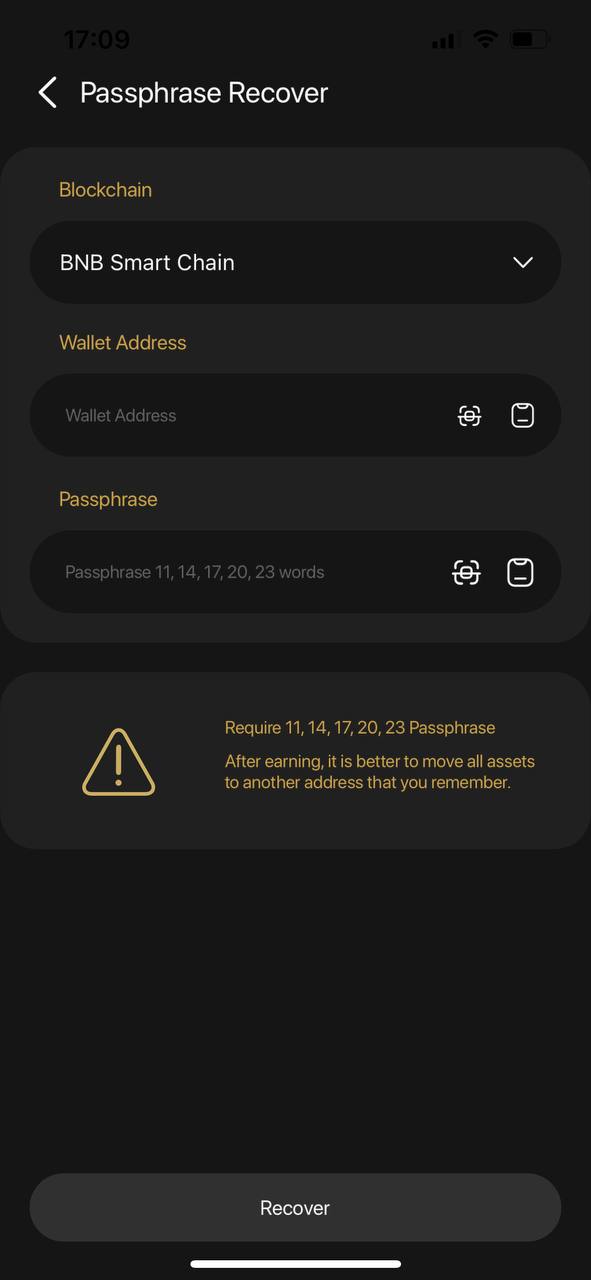 17:09
Passphrase Recover
Blockchain
BNB Smart Chain
Wallet Address
Wallet Address
Passphrase
Passphrase 11, 14, 17, 20, 23 words
Require 11, 14, 17, 20, 23 Passphrase
After earning, it is better to move all assets
to another address that you remember.
Recover